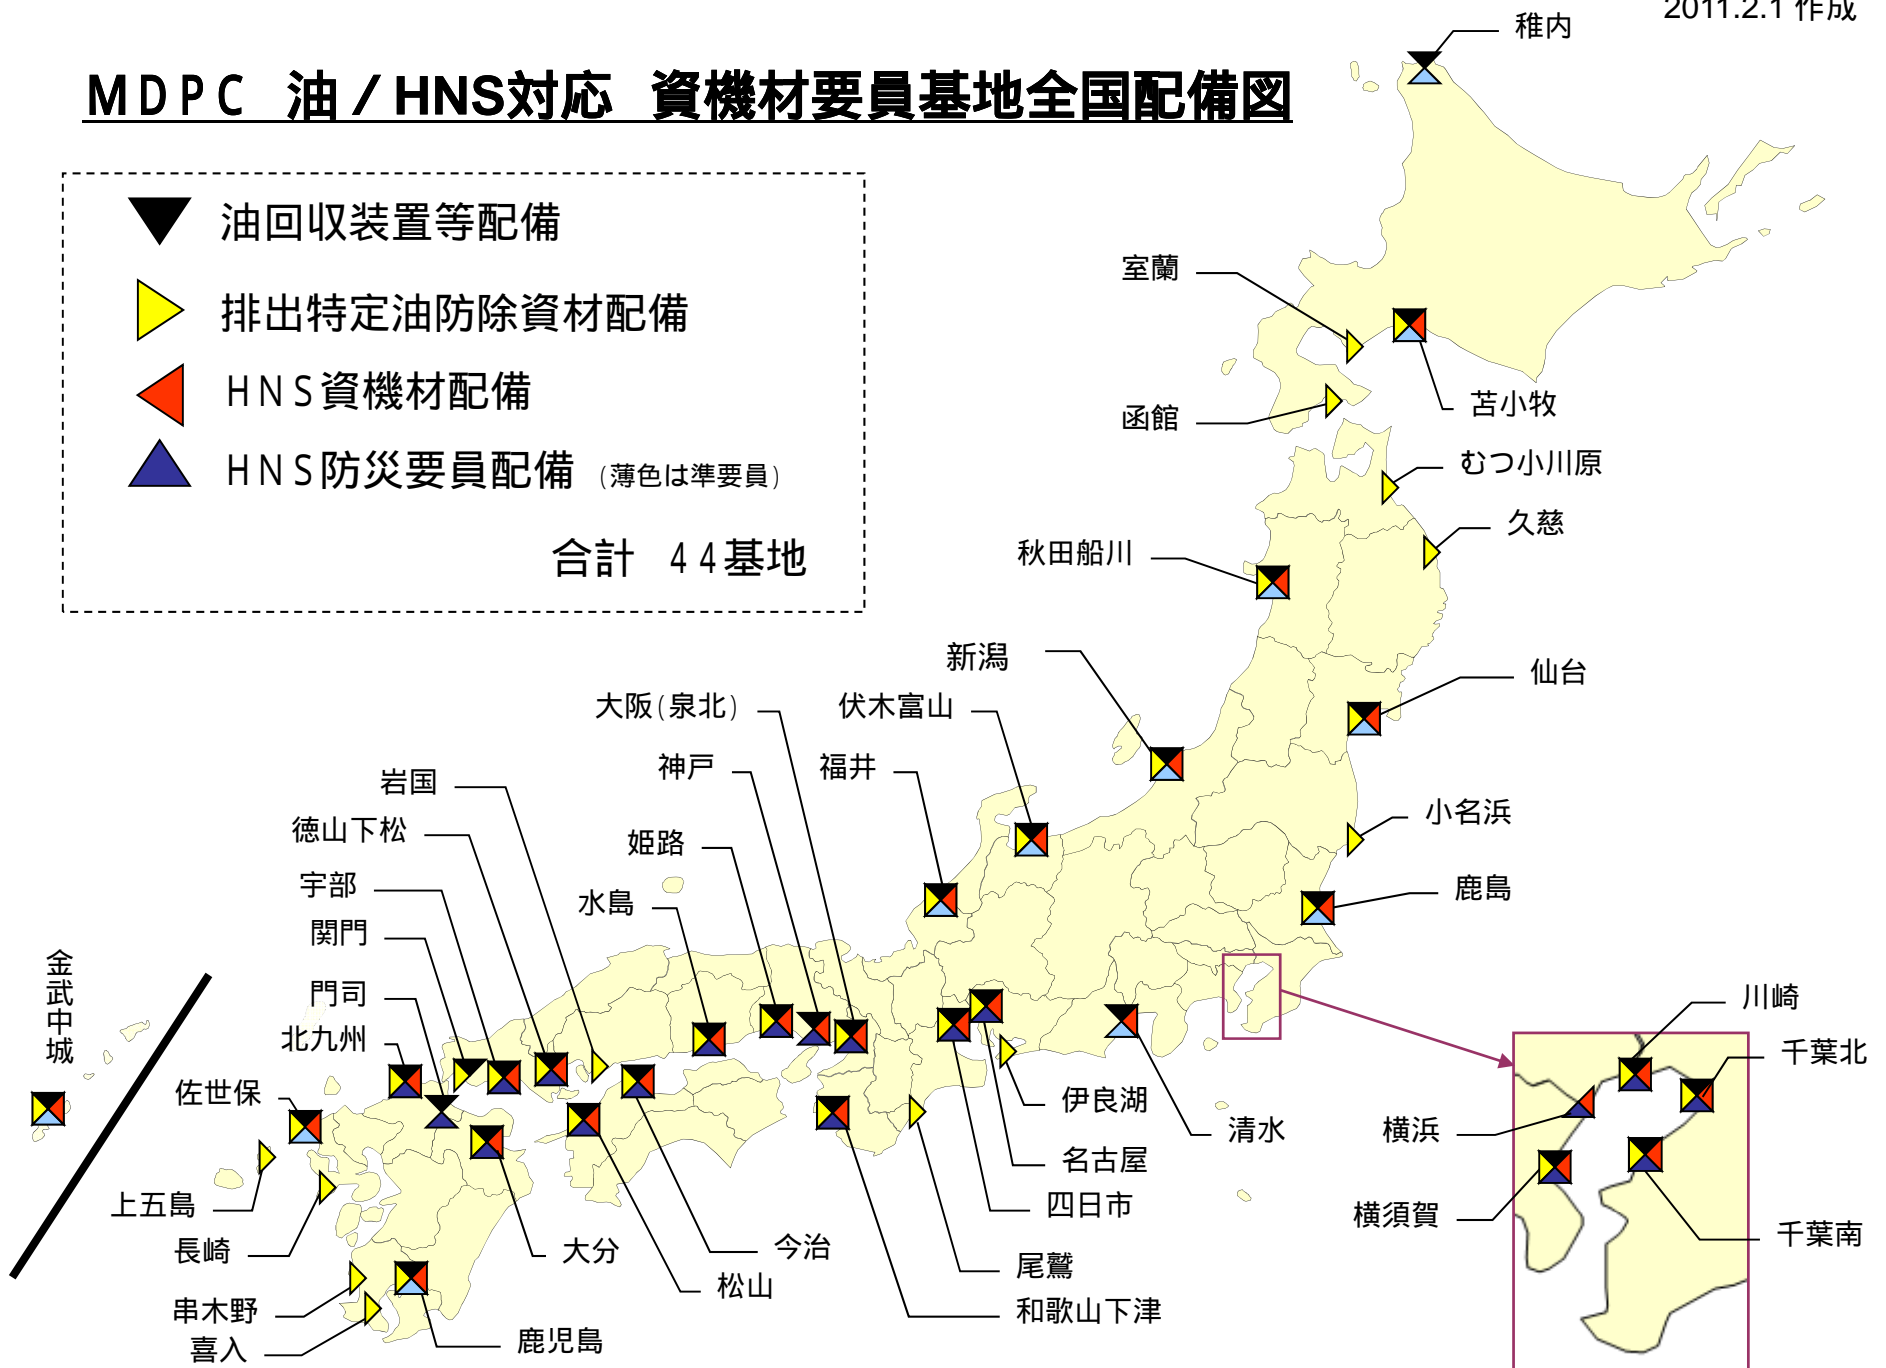 2011.2.1 作成
MDPC 油/HNS対応 資機材要員基地全国配備図
油回収装置等配備
排出特定油防除資材配備
HNS資機材配備
HNS防災要員配備 (薄色は準要員)
合計 44基地
稚内
室蘭
苫小牧
函館
むつ小川原
久慈
秋田船川
新潟
仙台
大阪(泉北)
伏木富山
神戸
福井
岩国
小名浜
徳山下松
姫路
宇部
水島
鹿島
関門
金武中城
門司
北九州
佐世保
川崎
千葉北
伊良湖
清水
横浜
名古屋
上五島
四日市
横須賀
千葉南
長崎
大分
今治
尾鷲
松山
串木野
和歌山下津
喜入
鹿児島